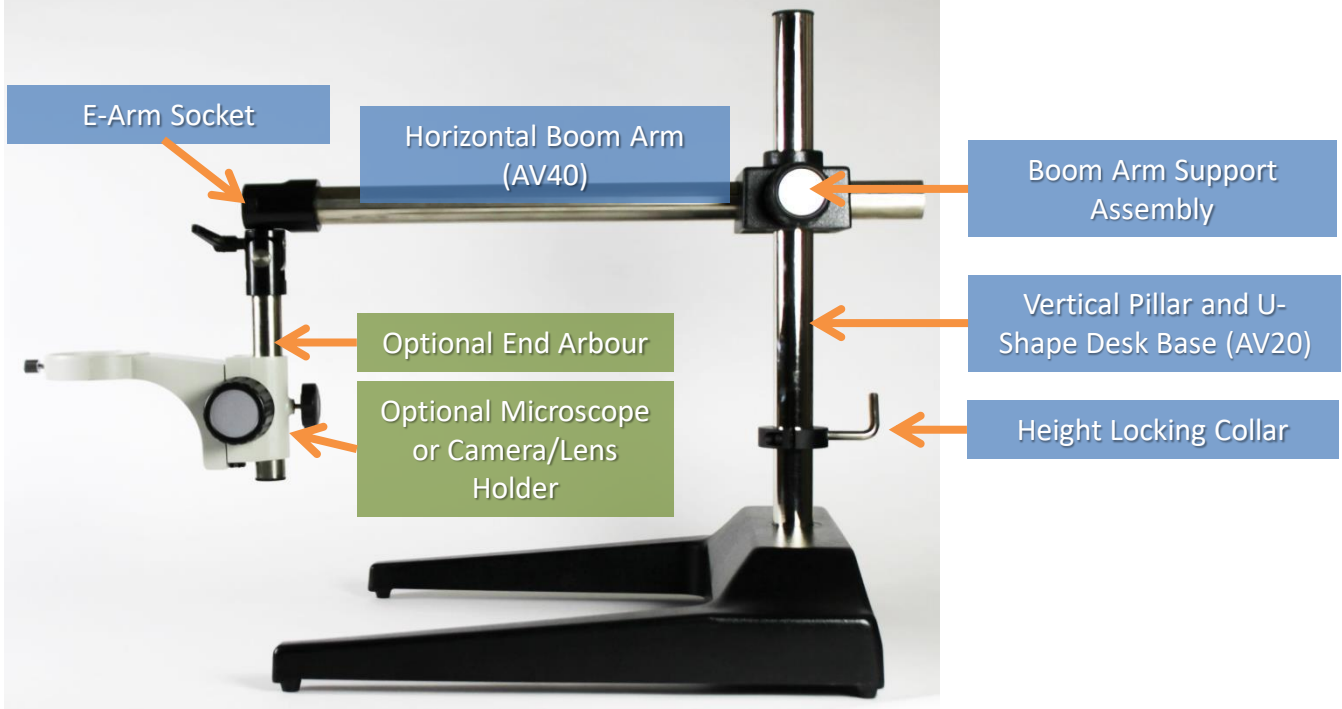 E-Arm Socket
Horizontal Boom Arm
(AV40)
Boom Arm Support
Assembly
Vertical Pillar and U-
Shape Desk Base (AV20)
Optional End Arbour
Optional Microscope
or Camera/Lens
Holder
Height Locking Collar